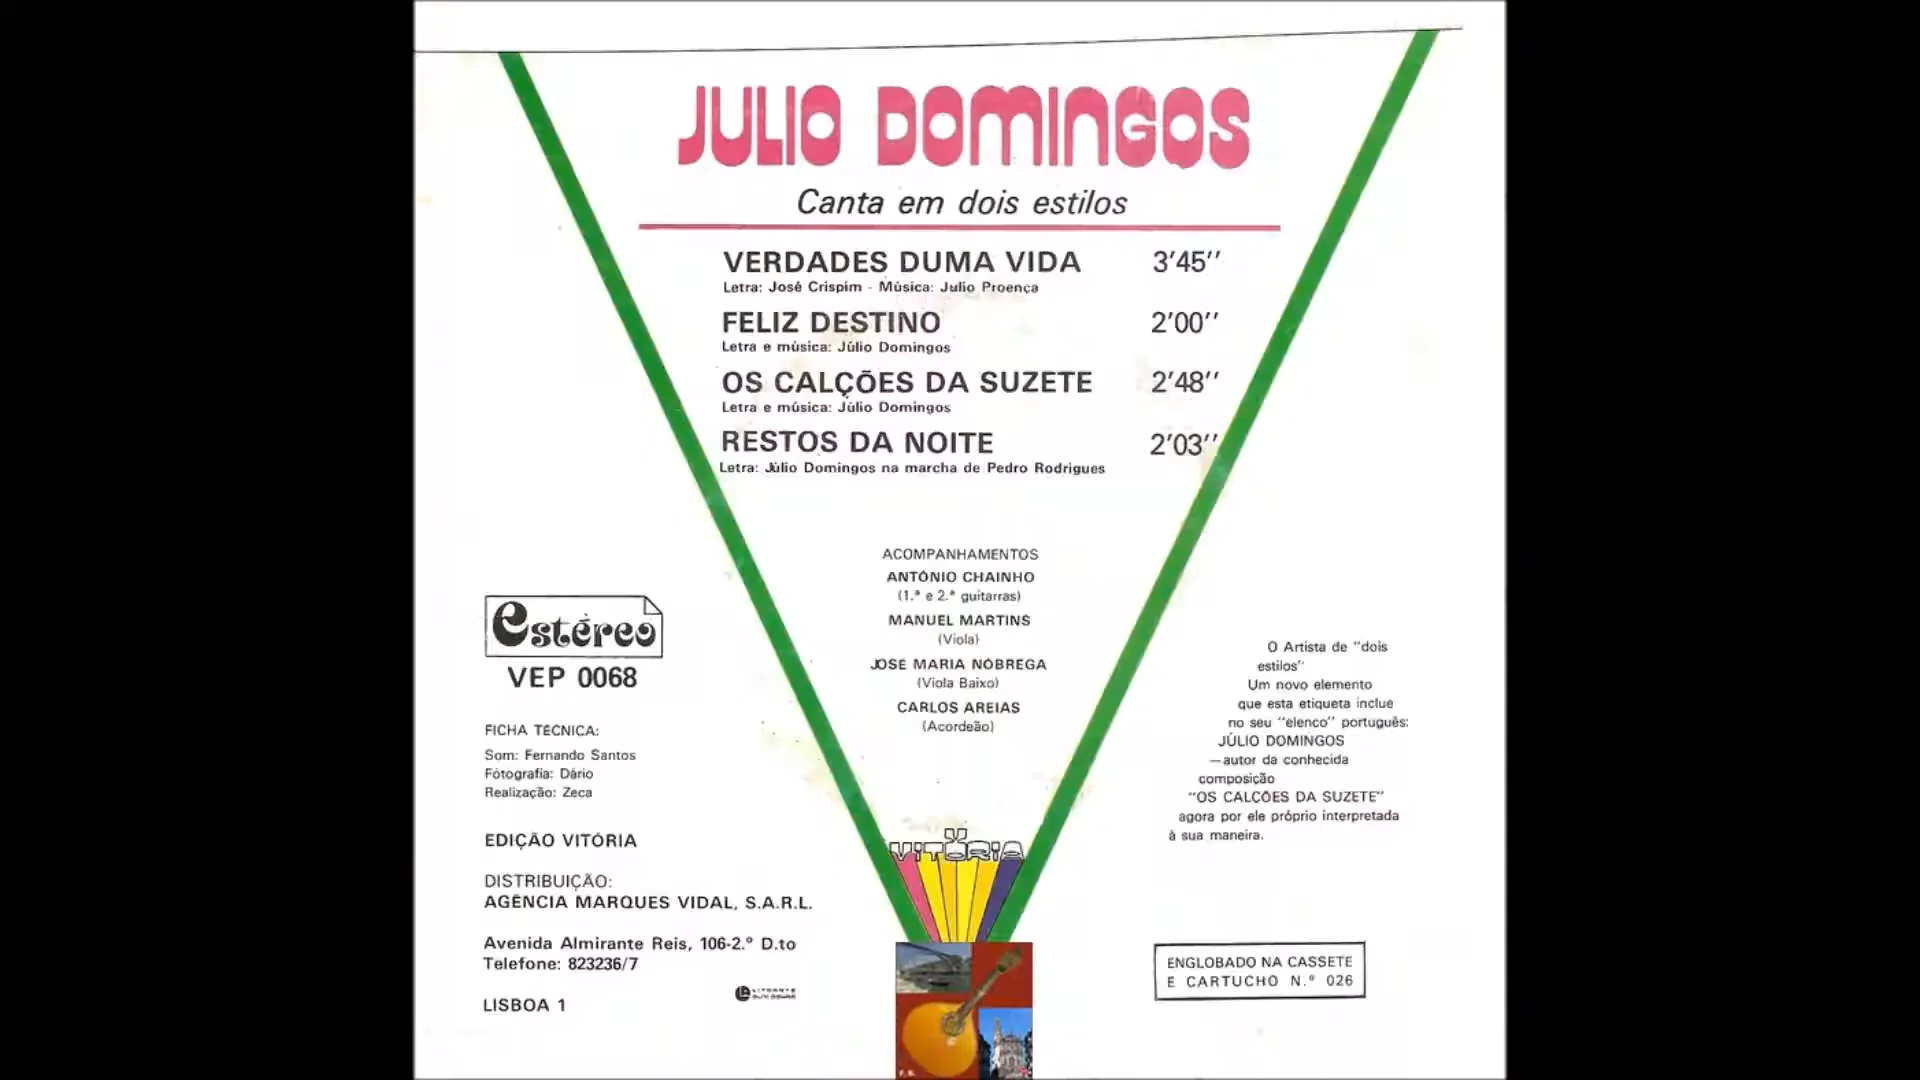 JULIO DOMINGOS
Canta em dois estilos
VERDADES DUMA VIDA 3'45''
Letra: José Crispim - Música: Julio Proença
FELIZ DESTINO 2'00''
Letra e música: Júlio Domingos
OS CALÇÕES DA SUZETE 2'48''
Letra e música: Júlio Domingos
RESTOS DA NOITE 2'03''
Letra: Júlio Domingos na marcha de Pedro Rodrigues
ACOMPANHAMENTOS
ANTÓNIO CHAINHO
(1.ª e 2.ª guitarras)
MANUEL MARTINS
(Viola)
JOSÉ MARIA NÓBREGA
(Viola Baixo)
CARLOS AREIAS
(Acordeão)
estéreo
VEP 0068
FICHA TÉCNICA:
Som: Fernando Santos
Fotografia: Dário
Realização: Zeca
EDIÇÃO VITÓRIA
DISTRIBUIÇÃO:
AGÊNCIA MARQUES VIDAL, S.A.R.L.
Avenida Almirante Reis, 106-2.º D.to
Telefone: 823236/7
LISBOA 1
VITÓRIA
O Artista de "dois
estilos"
Um novo elemento
que esta etiqueta inclue
no seu "elenco" português:
JÚLIO DOMINGOS
—autor da conhecida
composição
"OS CALÇÕES DA SUZETE"
agora por ele próprio interpretada
à sua maneira.
ENGLOBADO NA CASSETE
E CARTUCHO N.º 026